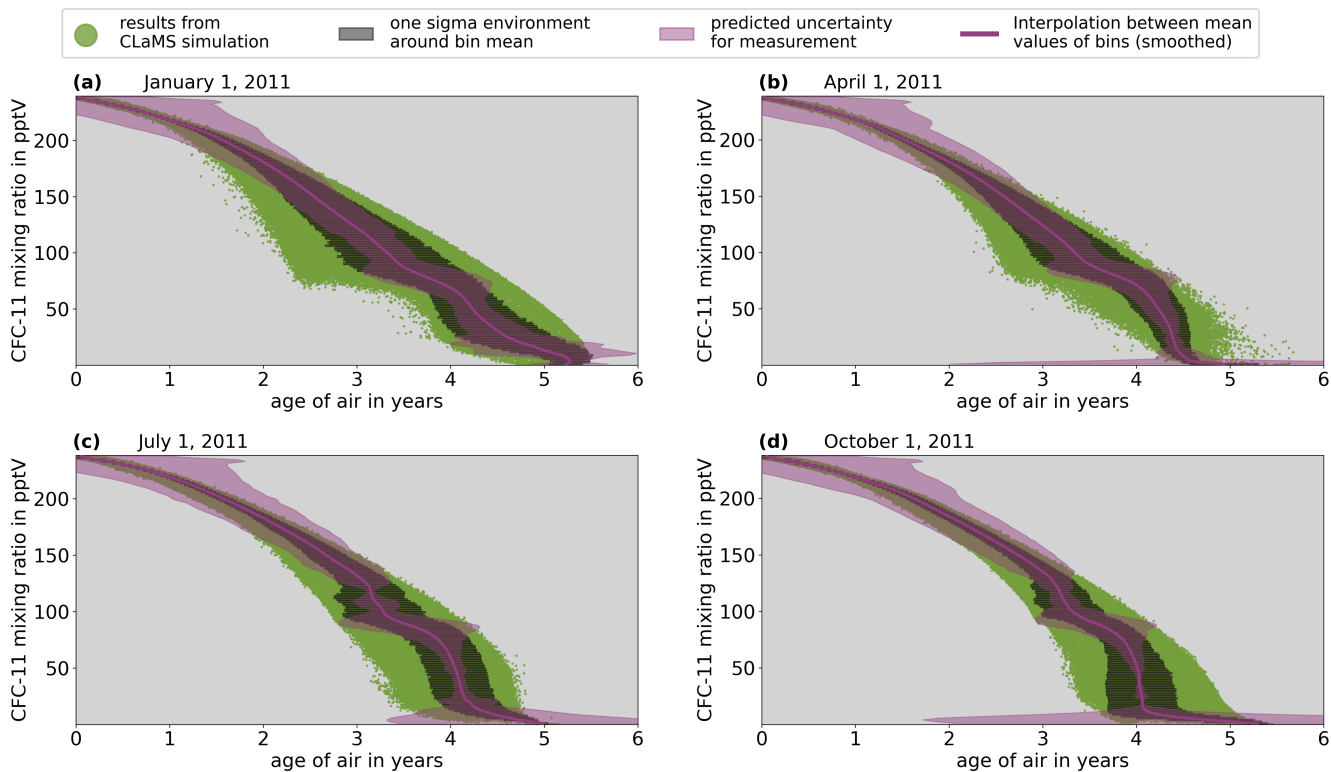 results from
CLaMS simulation
one sigma environment
around bin mean
predicted uncertainty
for measurement
Interpolation between mean
values of bins (smoothed)
(a) January 1, 2011
CFC-11 mixing ratio in pptV
200
150
100
50
0 1 2 3 4 5 6
age of air in years
(b) April 1, 2011
CFC-11 mixing ratio in pptV
200
150
100
50
0 1 2 3 4 5 6
age of air in years
(c) July 1, 2011
CFC-11 mixing ratio in pptV
200
150
100
50
0 1 2 3 4 5 6
age of air in years
(d) October 1, 2011
CFC-11 mixing ratio in pptV
200
150
100
50
0 1 2 3 4 5 6
age of air in years